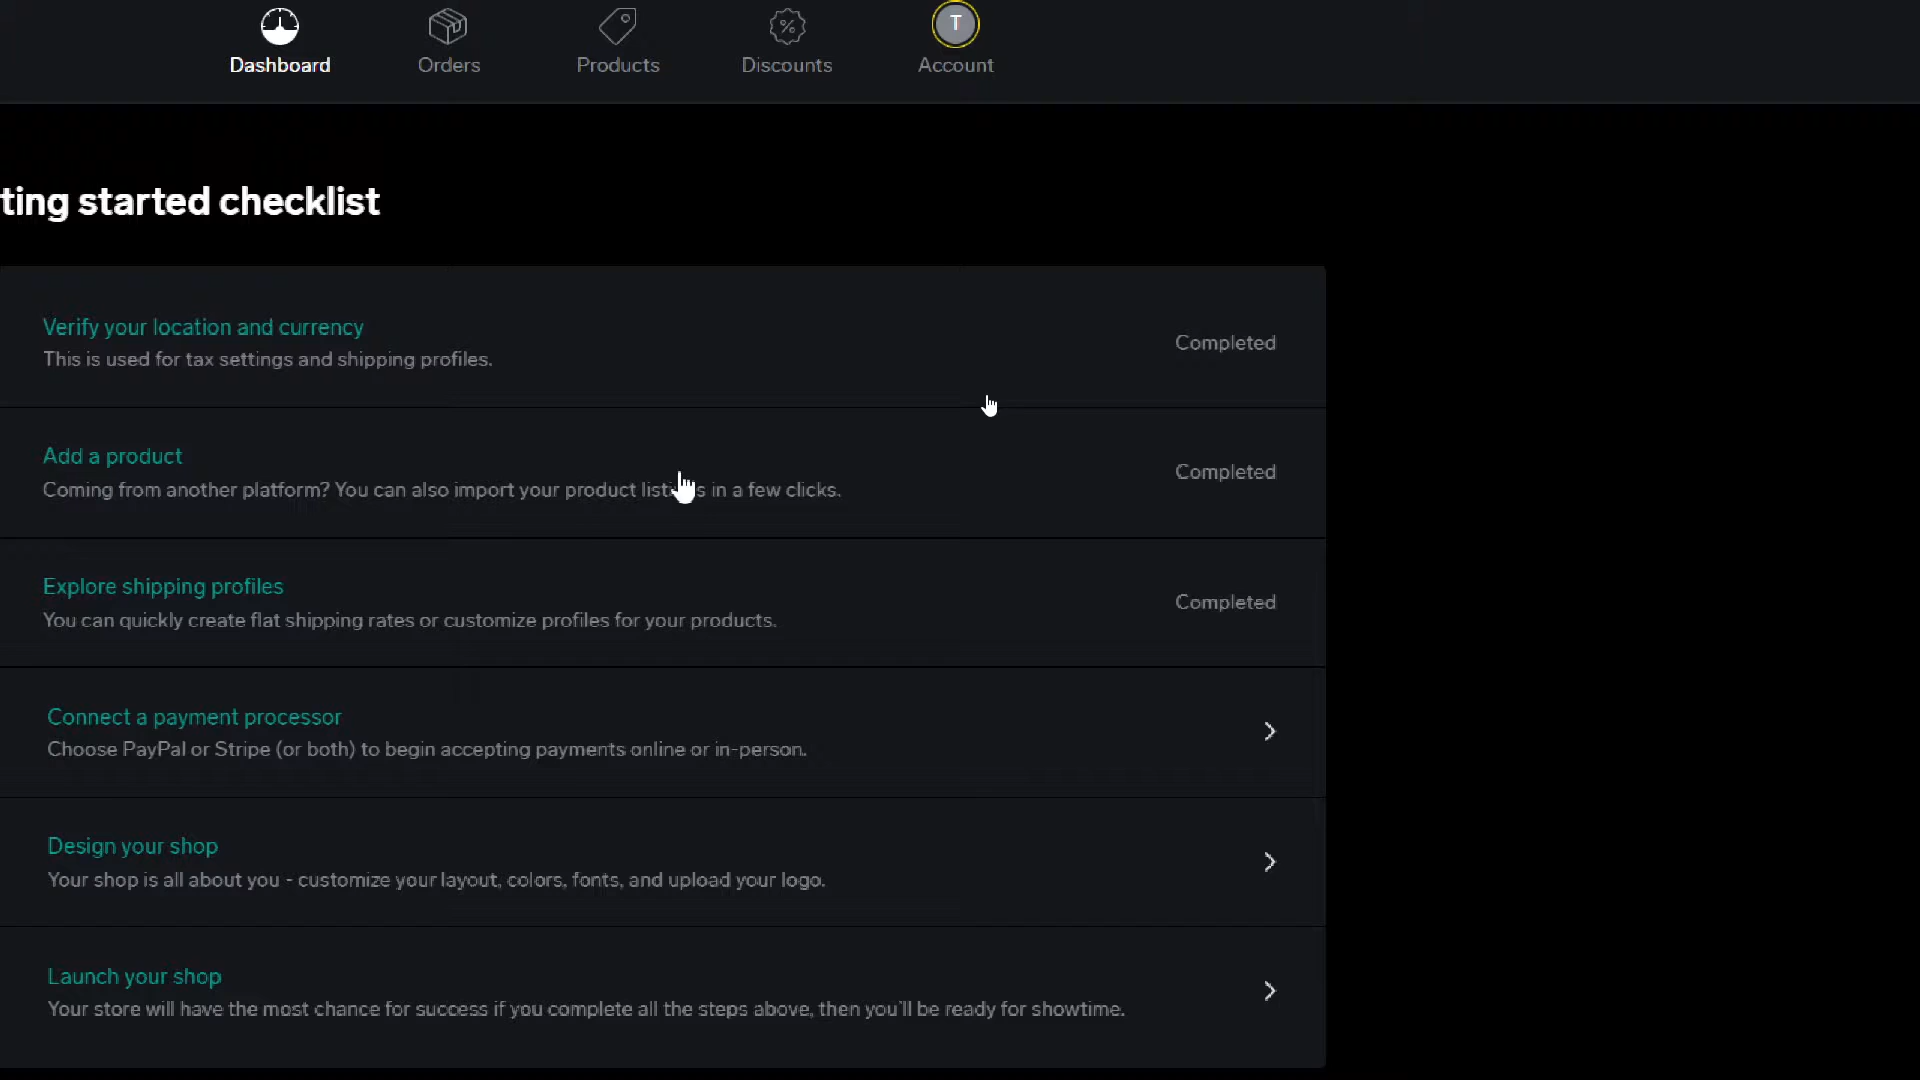 Dashboard
Orders
Products
Discounts
T
Account
ting started checklist
Verify your location and currency
This is used for tax settings and shipping profiles.
Completed
Add a product
Coming from another platform? You can also import your product listings in a few clicks.
Completed
Explore shipping profiles
You can quickly create flat shipping rates or customize profiles for your products.
Completed
Connect a payment processor
Choose PayPal or Stripe (or both) to begin accepting payments online or in-person.
Design your shop
Your shop is all about you - customize your layout, colors, fonts, and upload your logo.
Launch your shop
Your store will have the most chance for success if you complete all the steps above, then you'll be ready for showtime.